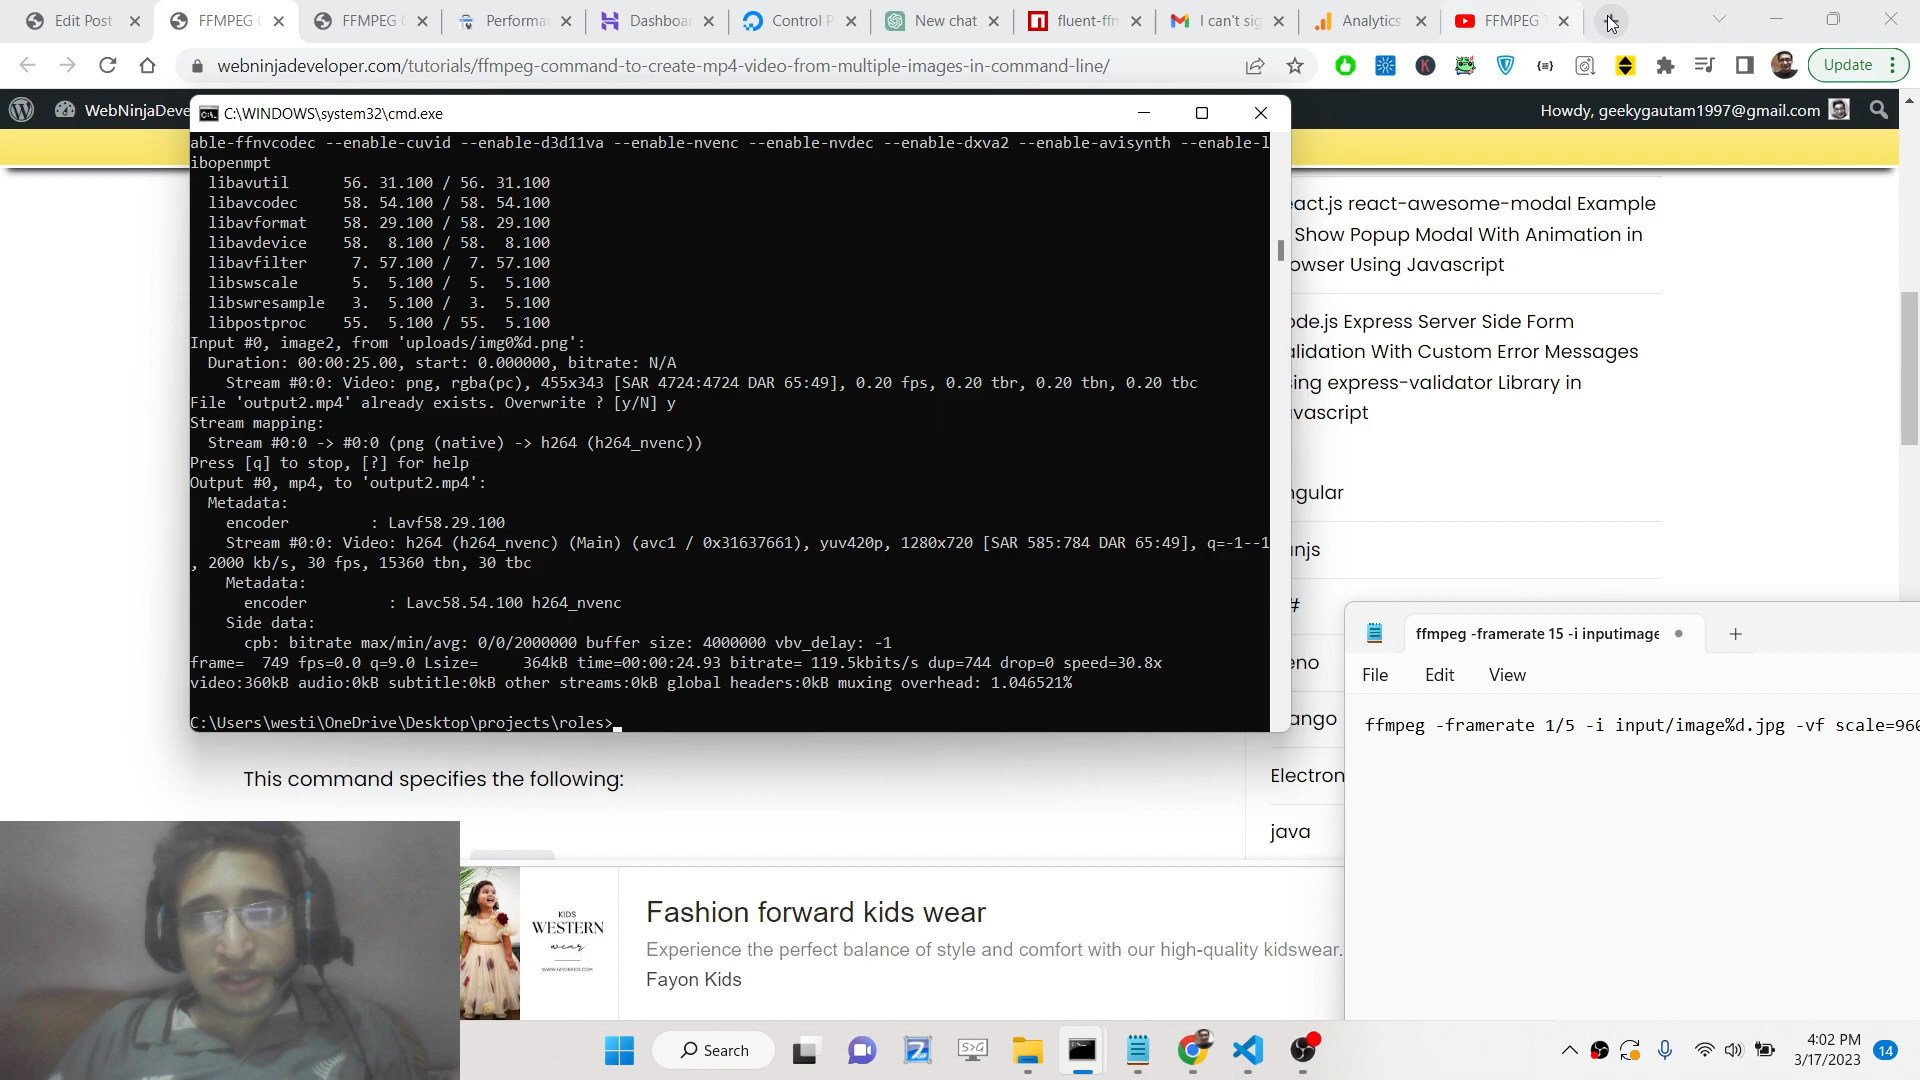 Edit Post
FFMPEG C
FFMPEG C
Performa
Dashboa
Control P
New chat
fluent-ffm
I can't sig
Analytics
FFMPEG T
webninjadeveloper.com/tutorials/ffmpeg-command-to-create-mp4-video-from-multiple-images-in-command-line/
Update
WebNinjaDeve
Howdy, geekygautam1997@gmail.com
C:\WINDOWS\system32\cmd.exe
able-ffnvcodec --enable-cuvid --enable-d3d11va --enable-nvenc --enable-nvdec --enable-dxva2 --enable-avisynth --enable-l
ibopenmpt
libavutil 56. 31.100 / 56. 31.100
libavcodec 58. 54.100 / 58. 54.100
libavformat 58. 29.100 / 58. 29.100
libavdevice 58. 8.100 / 58. 8.100
libavfilter 7. 57.100 / 7. 57.100
libswscale 5. 5.100 / 5. 5.100
libswresample 3. 5.100 / 3. 5.100
libpostproc 55. 5.100 / 55. 5.100
Input #0, image2, from 'uploads/img0%d.png':
Duration: 00:00:25.00, start: 0.000000, bitrate: N/A
Stream #0:0: Video: png, rgba(pc), 455x343 [SAR 4724:4724 DAR 65:49], 0.20 fps, 0.20 tbr, 0.20 tbn, 0.20 tbc
File 'output2.mp4' already exists. Overwrite ? [y/N] y
Stream mapping:
Stream #0:0 -> #0:0 (png (native) -> h264 (h264_nvenc))
Press [q] to stop, [?] for help
Output #0, mp4, to 'output2.mp4':
Metadata:
encoder : Lavf58.29.100
Stream #0:0: Video: h264 (h264_nvenc) (Main) (avc1 / 0x31637661), yuv420p, 1280x720 [SAR 585:784 DAR 65:49], q=-1--1
, 2000 kb/s, 30 fps, 15360 tbn, 30 tbc
Metadata:
encoder : Lavc58.54.100 h264_nvenc
Side data:
cpb: bitrate max/min/avg: 0/0/2000000 buffer size: 4000000 vbv_delay: -1
frame= 749 fps=0.0 q=9.0 Lsize= 364kB time=00:00:24.93 bitrate= 119.5kbits/s dup=744 drop=0 speed=30.8x
video:360kB audio:0kB subtitle:0kB other streams:0kB global headers:0kB muxing overhead: 1.046521%
C:\Users\westi\OneDrive\Desktop\projects\roles>
act.js react-awesome-modal Example
Show Popup Modal With Animation in
owser Using Javascript
de.js Express Server Side Form
alidation With Custom Error Messages
ing express-validator Library in
vascript
ngular
unjs
#
eno
ango
Electron
java
ffmpeg -framerate 15 -i inputimage
File Edit View
ffmpeg -framerate 1/5 -i input/image%d.jpg -vf scale=960
This command specifies the following:
KIDS
WESTERN
wear
WWW.FAYONKIDS.COM
Fashion forward kids wear
Experience the perfect balance of style and comfort with our high-quality kidswear.
Fayon Kids
Search
4:02 PM
3/17/2023
14